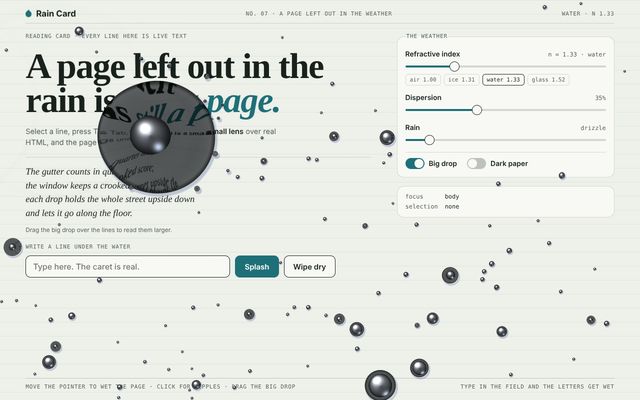 Rain Card
NO. 07 · A PAGE LEFT OUT IN THE WEATHER
WATER · N 1.33
READING CARD EVERY LINE HERE IS LIVE TEXT
A page left out in the
rain is still a page.
Select a line, press Tab, small lens over real
HTML, and the page
The gutter counts in
the window keeps a crooked
each drop holds the whole street upside down
and lets it go along the floor.
Drag the big drop over the lines to read them larger.
WRITE A LINE UNDER THE WATER
Type here. The caret is real.
Splash
Wipe dry
THE WEATHER
Refractive index
n = 1.33 · water
air 1.00
ice 1.31
water 1.33
glass 1.52
Dispersion
35%
Rain
drizzle
Big drop
Dark paper
focus body
selection none
MOVE THE POINTER TO WET THE PAGE · CLICK FOR RIPPLES · DRAG THE BIG DROP
TYPE IN THE FIELD AND THE LETTERS GET WET